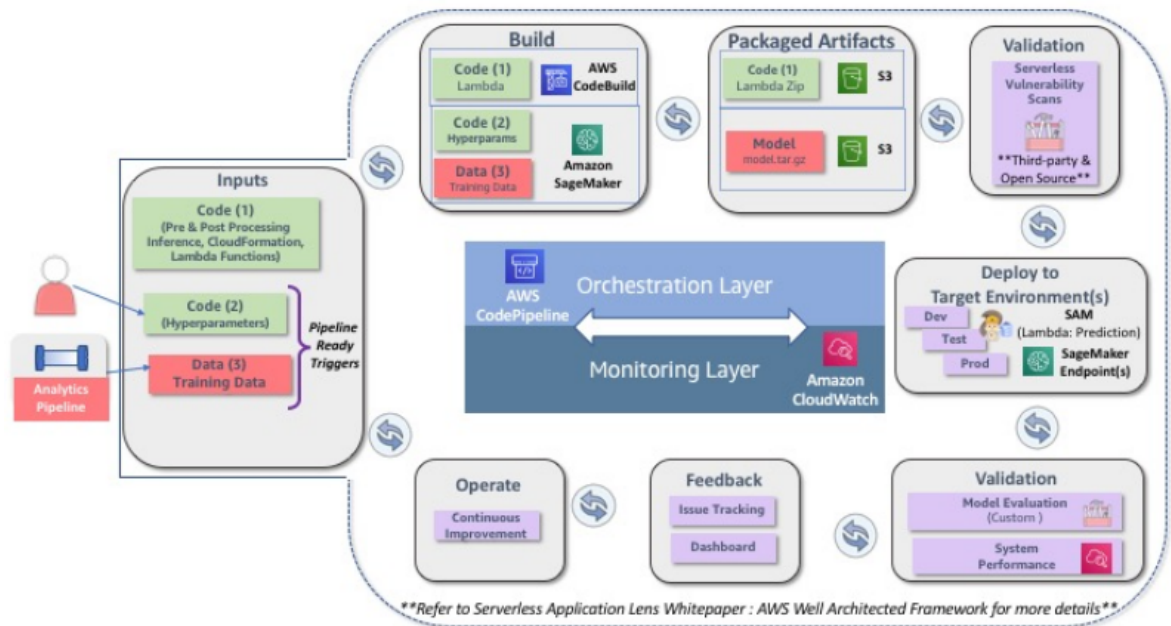 Build
Code (1)
Lambda
AWS
CodeBuild
Code (2)
Hyperparams
Data (3)
Training Data
Amazon
SageMaker
Packaged Artifacts
Code (1)
Lambda Zip
S3
Model
model.tar.gz
S3
Validation
Serverless
Vulnerability
Scans
**Third-party &
Open Source**
Inputs
Code (1)
(Pre & Post Processing
Inference, CloudFormation,
Lambda Functions)
Code (2)
(Hyperparameters)
Data (3)
Training Data
Pipeline
Ready
Triggers
Analytics
Pipeline
AWS
CodePipeline
Orchestration Layer
Monitoring Layer
Amazon
CloudWatch
Deploy to
Target Environment(s)
Dev
Test
Prod
SAM
(Lambda: Prediction)
SageMaker
Endpoint(s)
Operate
Continuous
Improvement
Feedback
Issue Tracking
Dashboard
Validation
Model Evaluation
(Custom )
System
Performance
**Refer to Serverless Application Lens Whitepaper : AWS Well Architected Framework for more details**